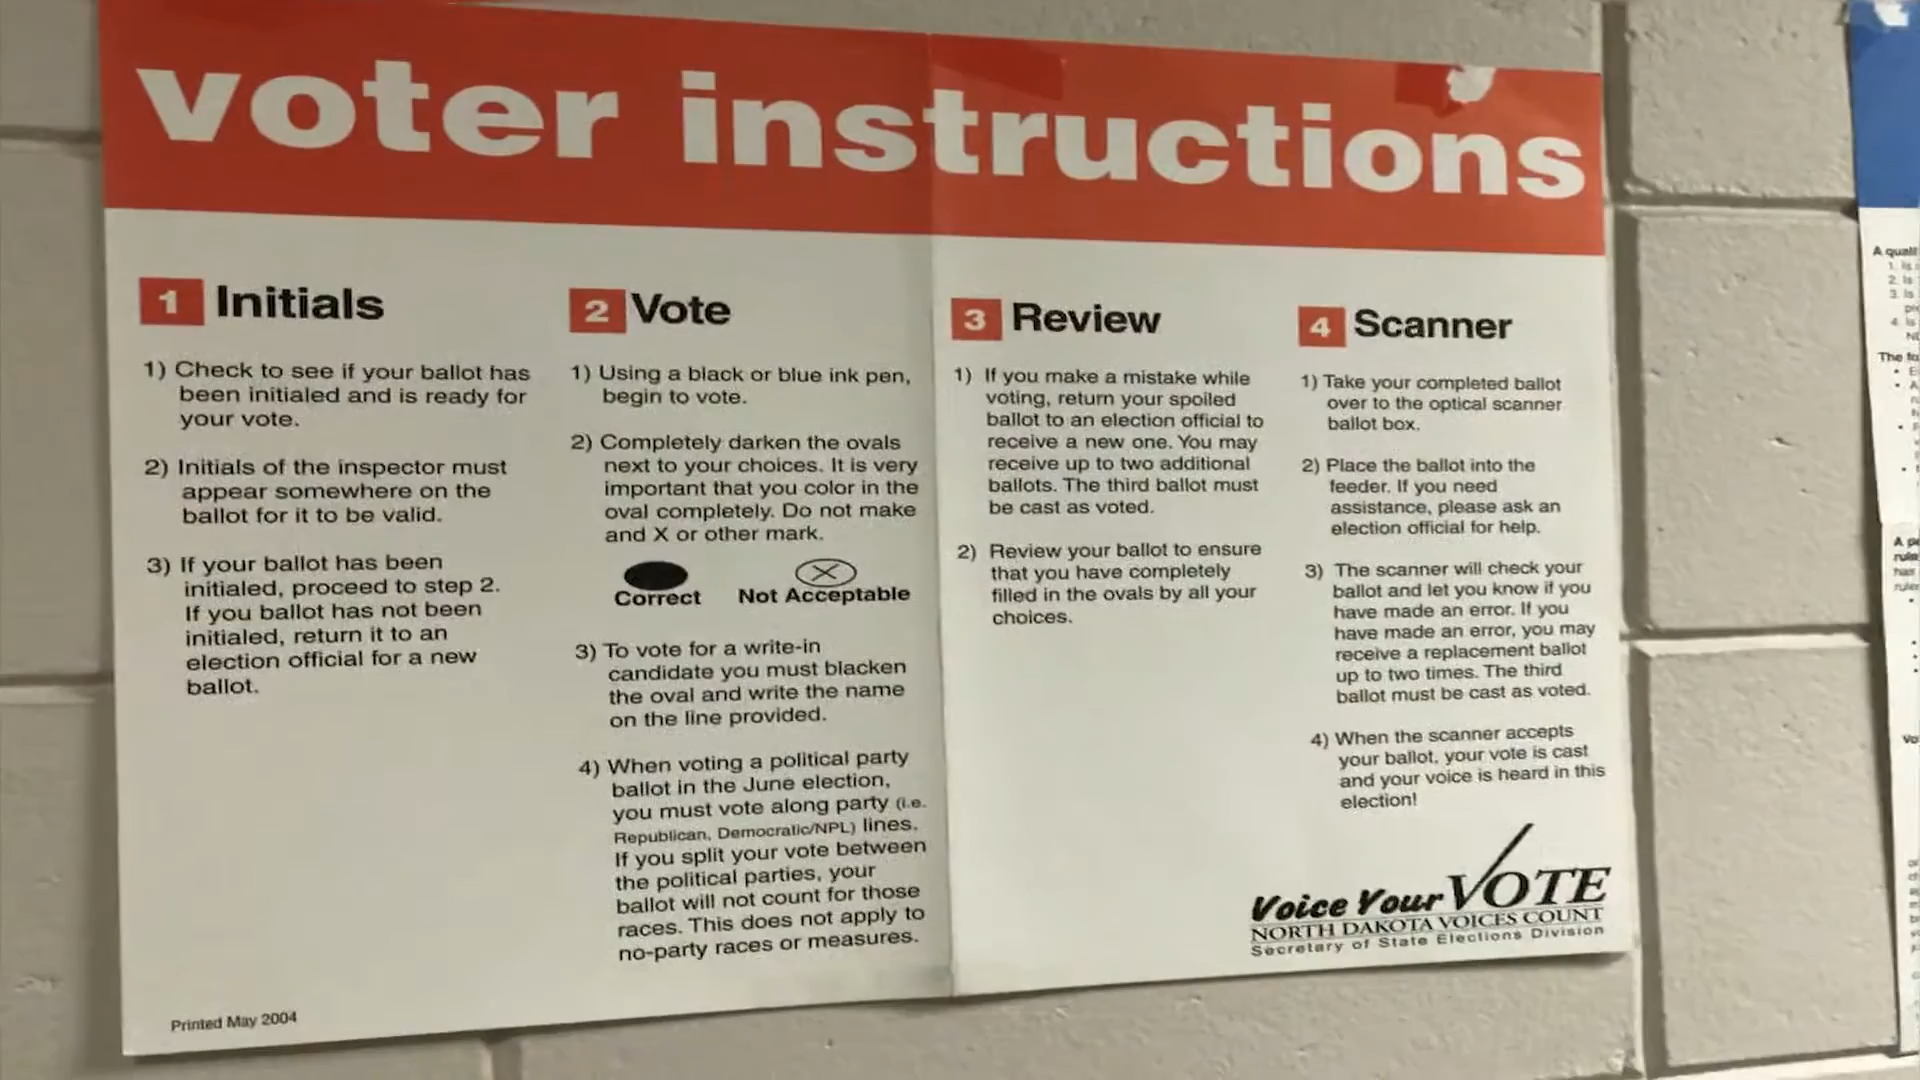 voter instructions
1 Initials
1) Check to see if your ballot has
been initialed and is ready for
your vote.
2) Initials of the inspector must
appear somewhere on the
ballot for it to be valid.
3) If your ballot has been
initialed, proceed to step 2.
If you ballot has not been
initialed, return it to an
election official for a new
ballot.
2 Vote
1) Using a black or blue ink pen,
begin to vote.
2) Completely darken the ovals
next to your choices. It is very
important that you color in the
oval completely. Do not make
and X or other mark.
Correct Not Acceptable
3) To vote for a write-in
candidate you must blacken
the oval and write the name
on the line provided.
4) When voting a political party
ballot in the June election,
you must vote along party (i.e.
Republican, Democratic/NPL) lines.
If you split your vote between
the political parties, your
ballot will not count for those
races. This does not apply to
no-party races or measures.
3 Review
1) If you make a mistake while
voting, return your spoiled
ballot to an election official to
receive a new one. You may
receive up to two additional
ballots. The third ballot must
be cast as voted.
2) Review your ballot to ensure
that you have completely
filled in the ovals by all your
choices.
4 Scanner
1) Take your completed ballot
over to the optical scanner
ballot box.
2) Place the ballot into the
feeder. If you need
assistance, please ask an
election official for help.
3) The scanner will check your
ballot and let you know if you
have made an error. If you
have made an error, you may
receive a replacement ballot
up to two times. The third
ballot must be cast as voted.
4) When the scanner accepts
your ballot, your vote is cast
and your voice is heard in this
election!
Voice Your VOTE
NORTH DAKOTA VOICES COUNT
Secretary of State Elections Division
Printed May 2004
A quali
1. Is
2. Is
3. Is
4. Is
The fo